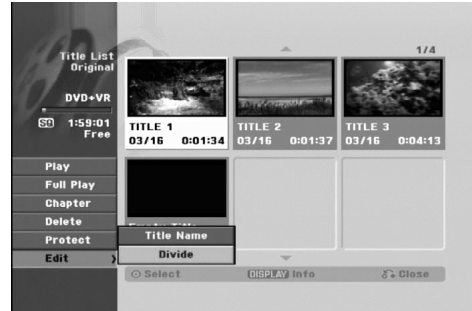 Title List
Original
1/4
DVD+VR
SQ 1:59:01
Free
TITLE 1
03/16 0:01:34
TITLE 2
03/16 0:01:37
TITLE 3
03/16 0:04:13
Play
Full Play
Chapter
Delete
Protect
Edit
Empty Title
Title Name
Divide
Select
DISPLAY Info
Close